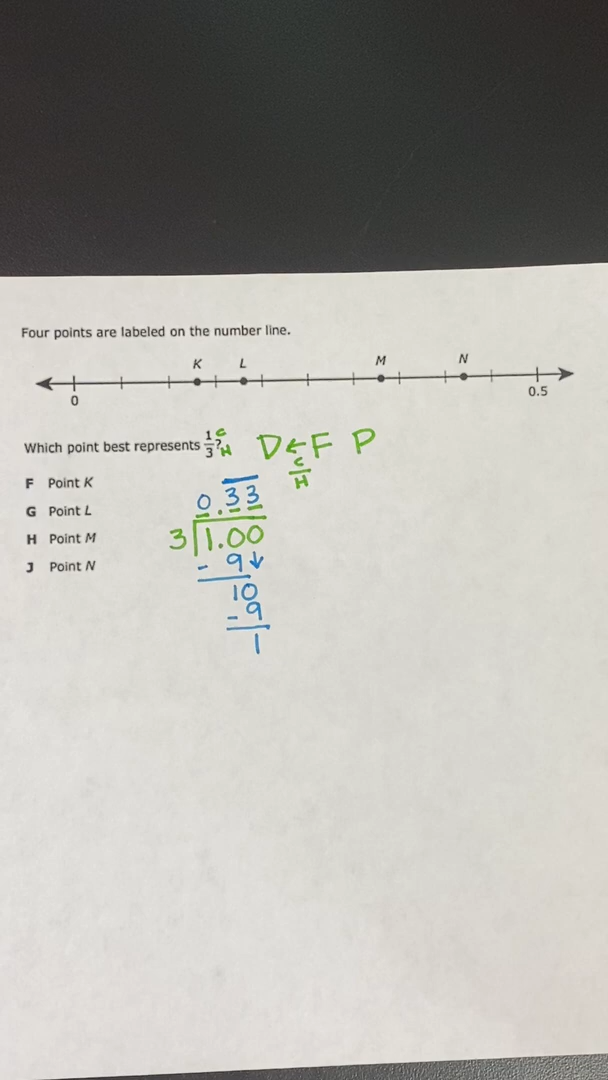 Four points are labeled on the number line.
K L M N
0 0.5
Which point best represents 1/3? C H D ← F P
C/H
F Point K
G Point L
H Point M
J Point N
0.33
3 1.00
- 9↓
10
- 9
1